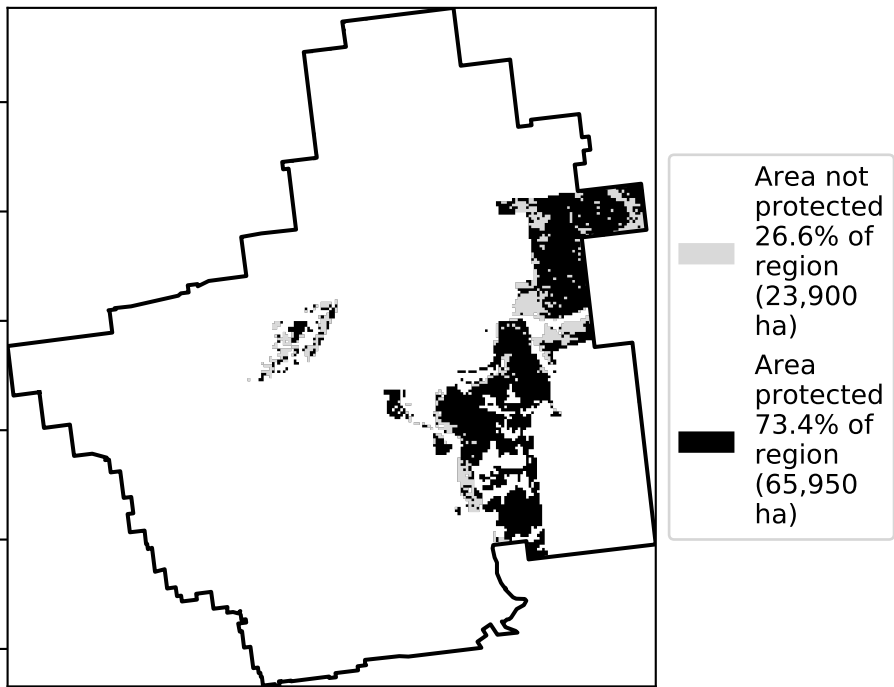 Area not
protected
26.6% of
region
(23,900
ha)
Area
protected
73.4% of
region
(65,950
ha)